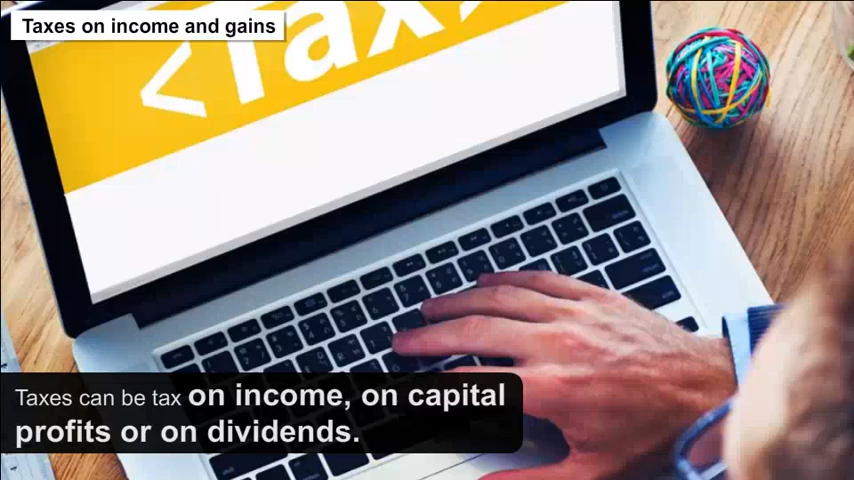 Taxes on income and gains
<Tax>
Taxes can be tax on income, on capital
profits or on dividends.